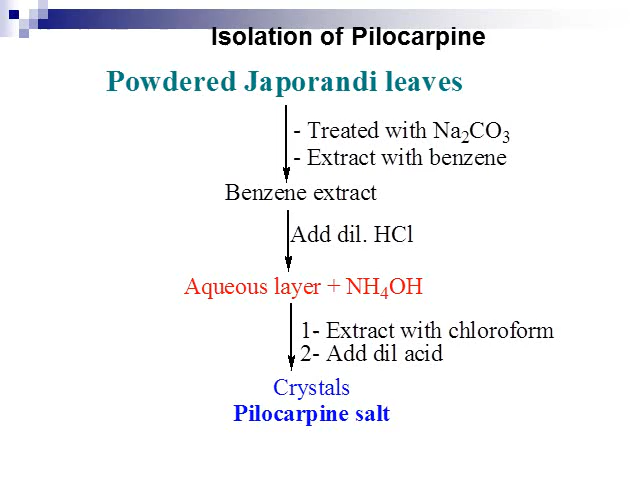 Isolation of Pilocarpine
Powdered Japorandi leaves
- Treated with Na₂CO₃
- Extract with benzene
Benzene extract
Add dil. HCl
Aqueous layer + NH₄OH
1- Extract with chloroform
2- Add dil acid
Crystals
Pilocarpine salt